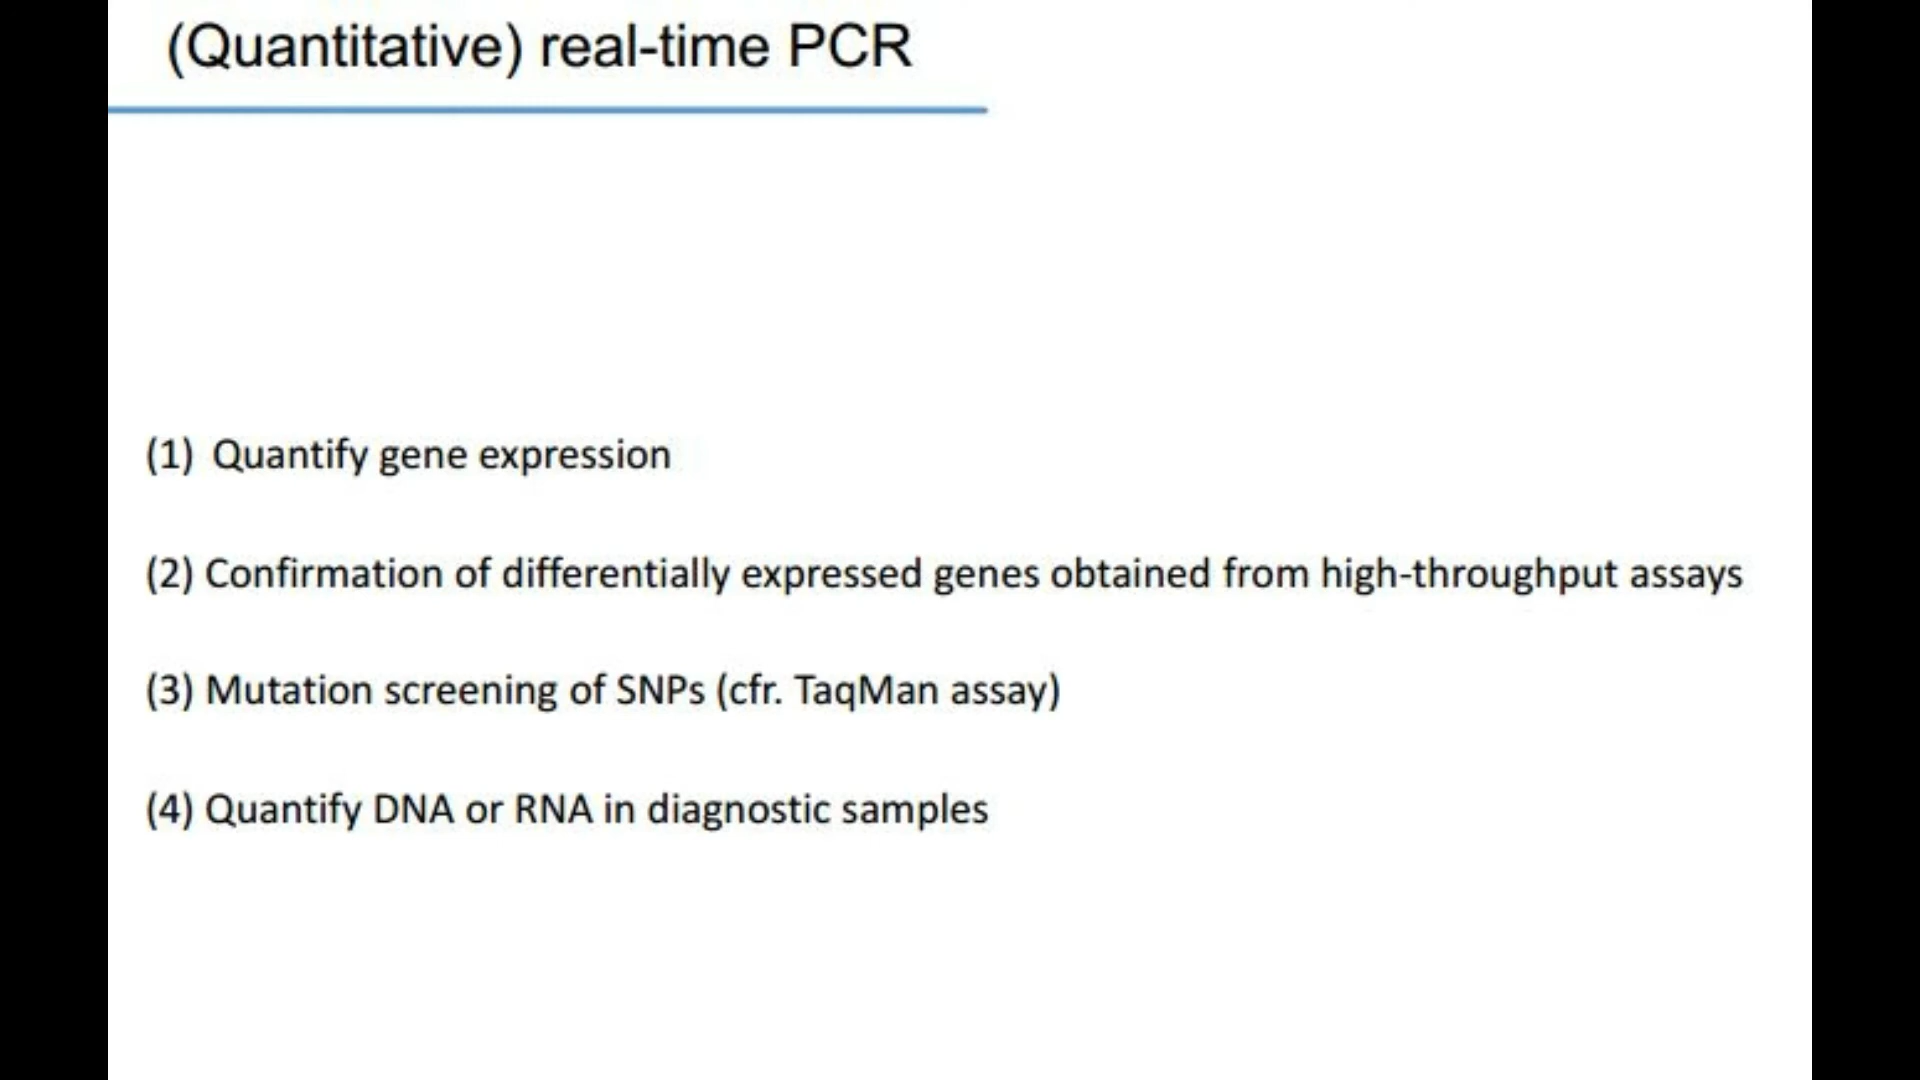 (Quantitative) real-time PCR
(1) Quantify gene expression
(2) Confirmation of differentially expressed genes obtained from high-throughput assays
(3) Mutation screening of SNPs (cfr. TaqMan assay)
(4) Quantify DNA or RNA in diagnostic samples